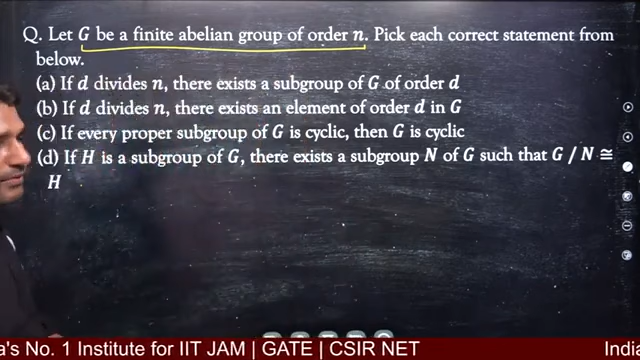 Q. Let G be a finite abelian group of order n. Pick each correct statement from
below.
(a) If d divides n, there exists a subgroup of G of order d
(b) If d divides n, there exists an element of order d in G
(c) If every proper subgroup of G is cyclic, then G is cyclic
(d) If H is a subgroup of G, there exists a subgroup N of G such that G / N ≅
H
a's No. 1 Institute for IIT JAM | GATE | CSIR NET
India